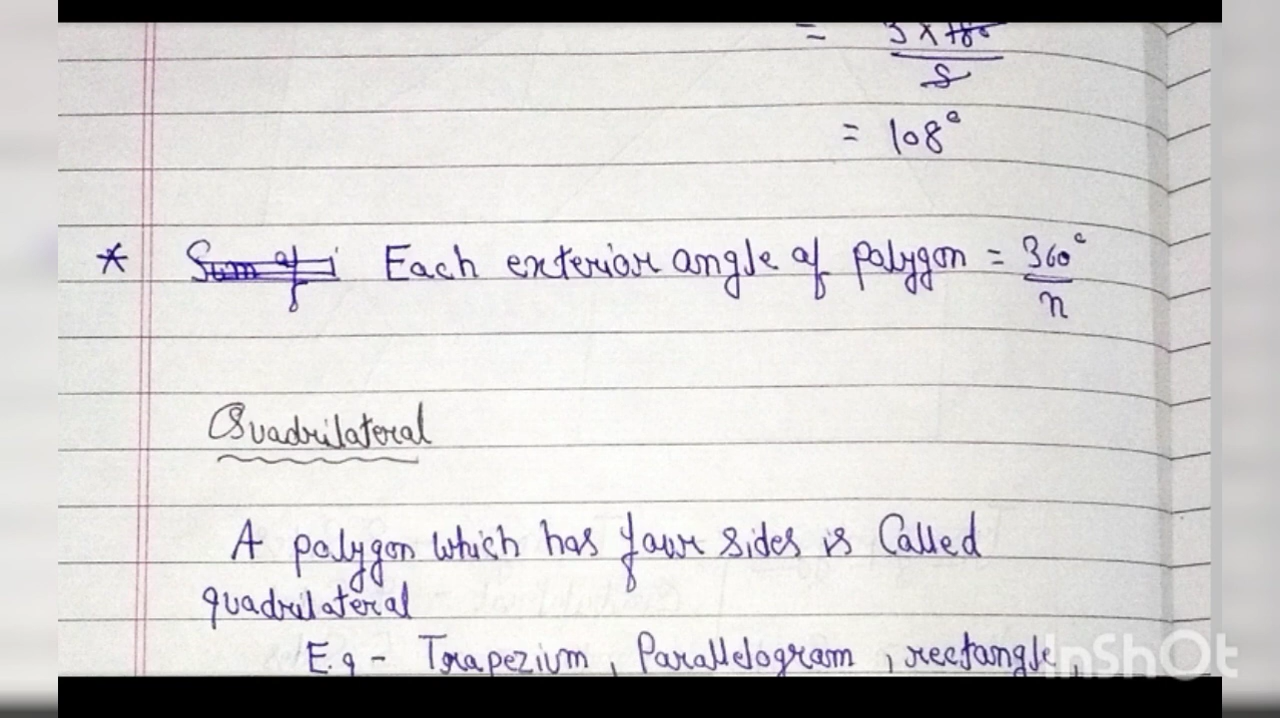 = 3 × 180
5
= 108°
* Each exterior angle of polygon = 360°
n
Quadrilateral
A polygon which has four sides is Called
quadrilateral
E.g - Trapezium, Parallelogram, rectangle,
InShOt